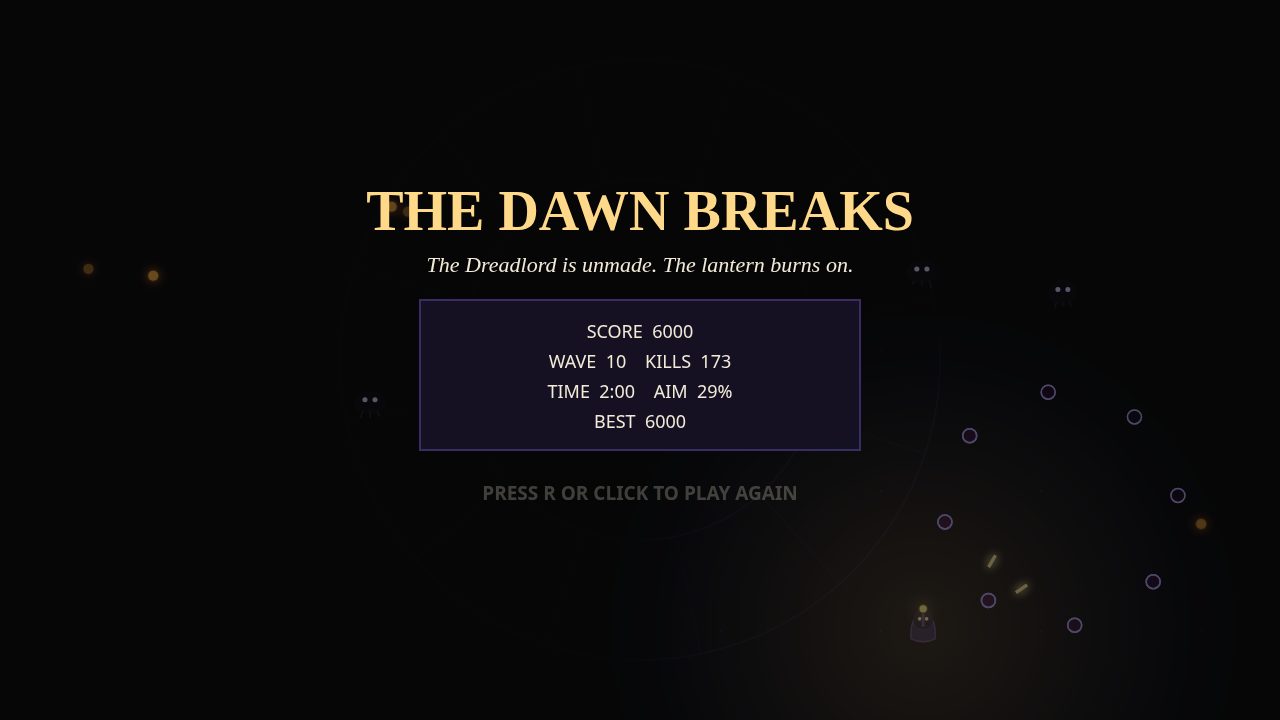 THE DAWN BREAKS
The Dreadlord is unmade. The lantern burns on.
SCORE 6000
WAVE 10 KILLS 173
TIME 2:00 AIM 29%
BEST 6000
PRESS R OR CLICK TO PLAY AGAIN